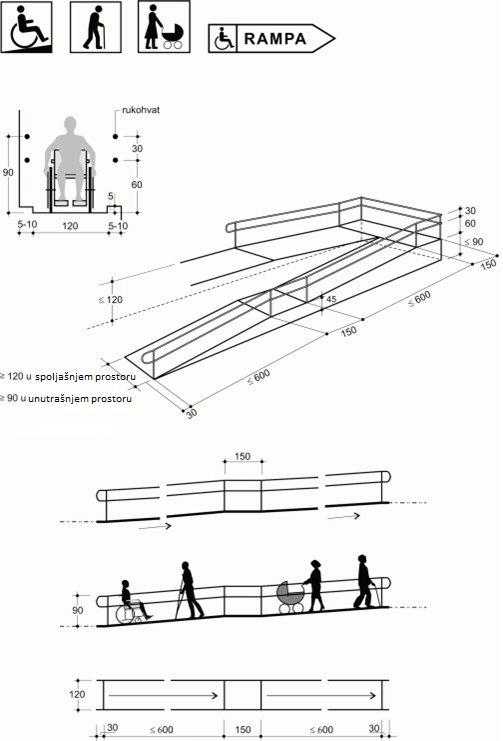 RAMPA
rukohvat
90
30
60
5
5-10 120 5-10
30
60
≤ 90
150
≤ 120
45
≤ 600
150
≤ 600
30
≥ 120 u spoljašnjem prostoru
≥ 90 u unutrašnjem prostoru
150
90
120
30 ≤ 600 150 ≤ 600 30